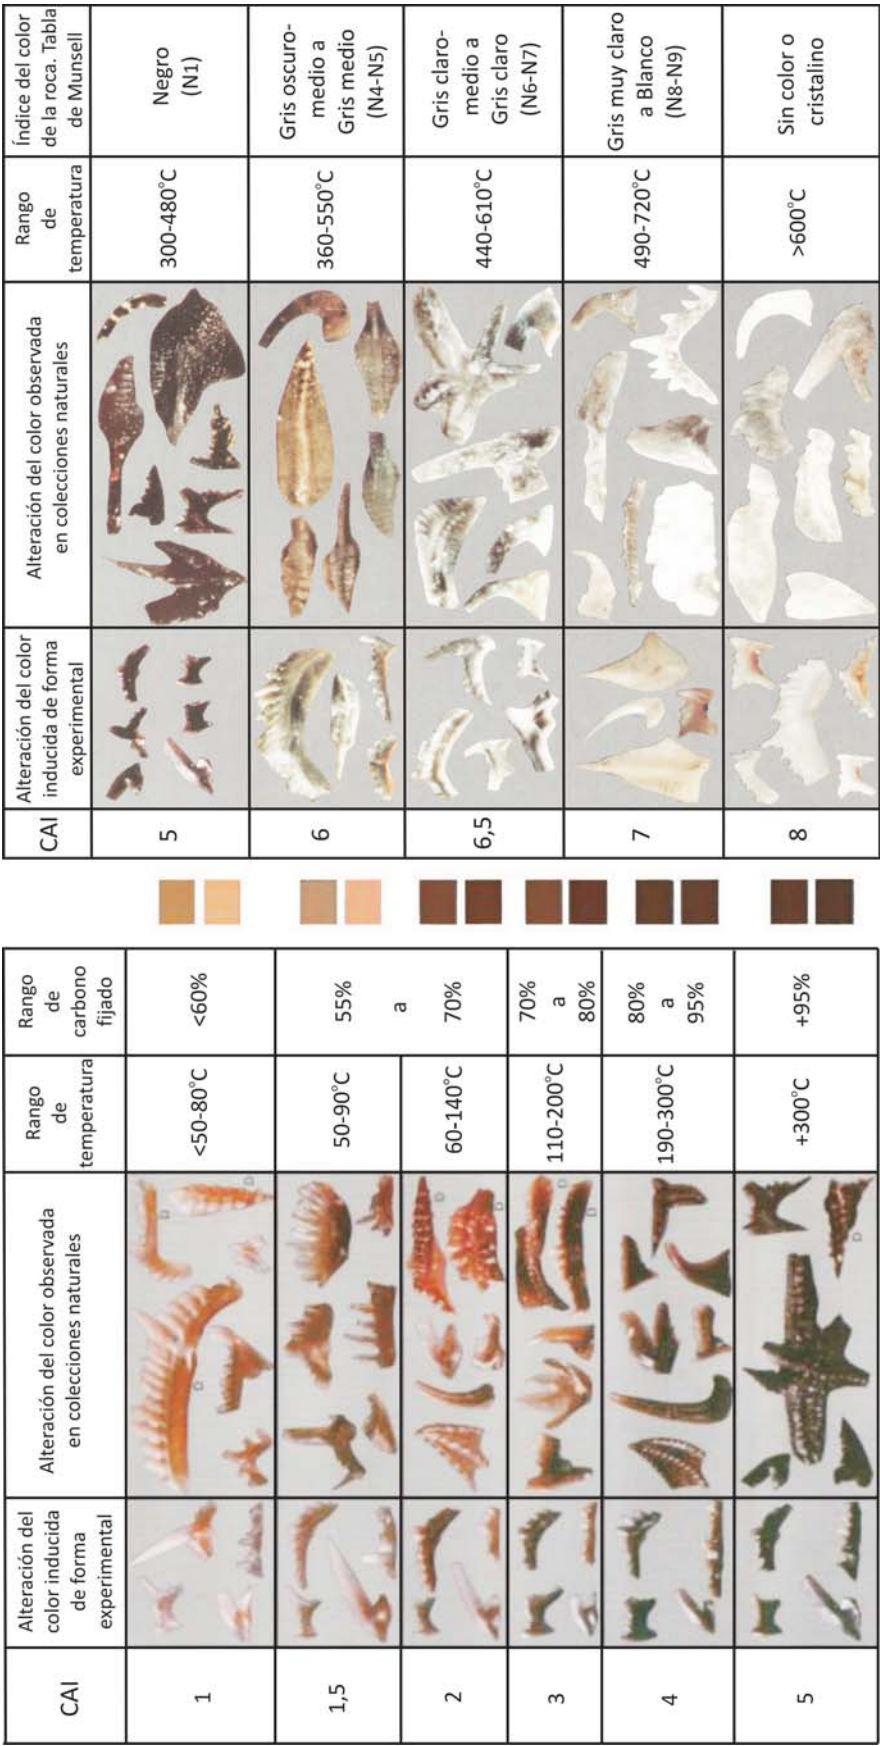 CAI
Alteración del
color inducida
de forma
experimental
Alteración del color observada
en colecciones naturales
Rango
de
temperatura
Rango
de
carbono
fijado
1
<50-80°C
<60%
1,5
50-90°C
55%
a
70%
2
60-140°C
3
110-200°C
70%
a
80%
4
190-300°C
80%
a
95%
5
+300°C
+95%
D
D
D
D
D
D
D
D
CAI
Alteración del color
inducida de forma
experimental
Alteración del color observada
en colecciones naturales
Rango
de
temperatura
Índice del color
de la roca. Tabla
de Munsell
5
300-480°C
Negro
(N1)
6
360-550°C
Gris oscuro-
medio a
Gris medio
(N4-N5)
6,5
440-610°C
Gris claro-
medio a
Gris claro
(N6-N7)
7
490-720°C
Gris muy claro
a Blanco
(N8-N9)
8
>600°C
Sin color o
cristalino